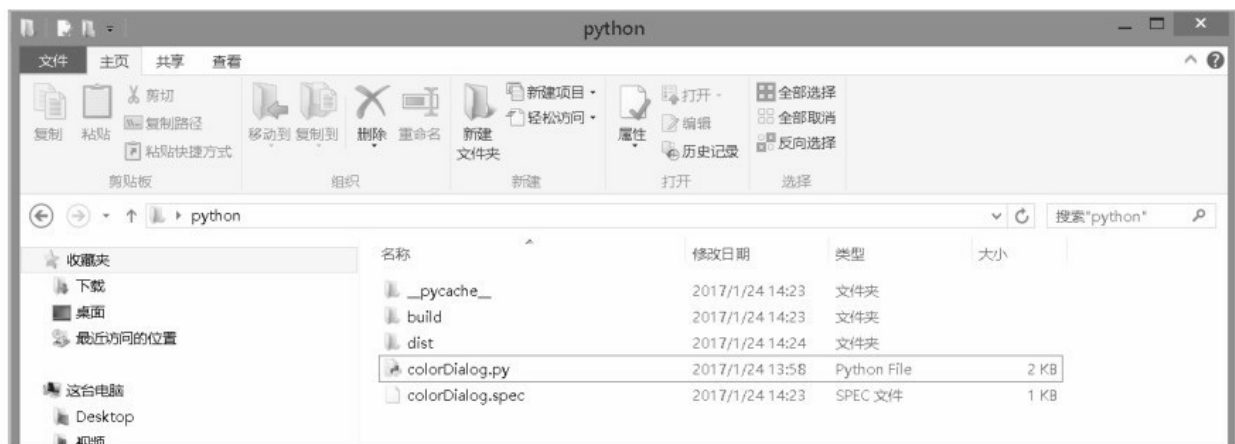 python
文件 主页 共享 查看
复制
粘贴
剪切
复制路径
粘贴快捷方式
剪贴板
移动到 复制到 删除 重命名
组织
新建
文件夹
新建项目
轻松访问
新建
属性
打开
编辑
历史记录
打开
全部选择
全部取消
反向选择
选择
python
搜索"python"
收藏夹
下载
桌面
最近访问的位置
这台电脑
Desktop
视频
名称 修改日期 类型 大小
__pycache__ 2017/1/24 14:23 文件夹
build 2017/1/24 14:23 文件夹
dist 2017/1/24 14:24 文件夹
colorDialog.py 2017/1/24 13:58 Python File 2 KB
colorDialog.spec 2017/1/24 14:23 SPEC 文件 1 KB